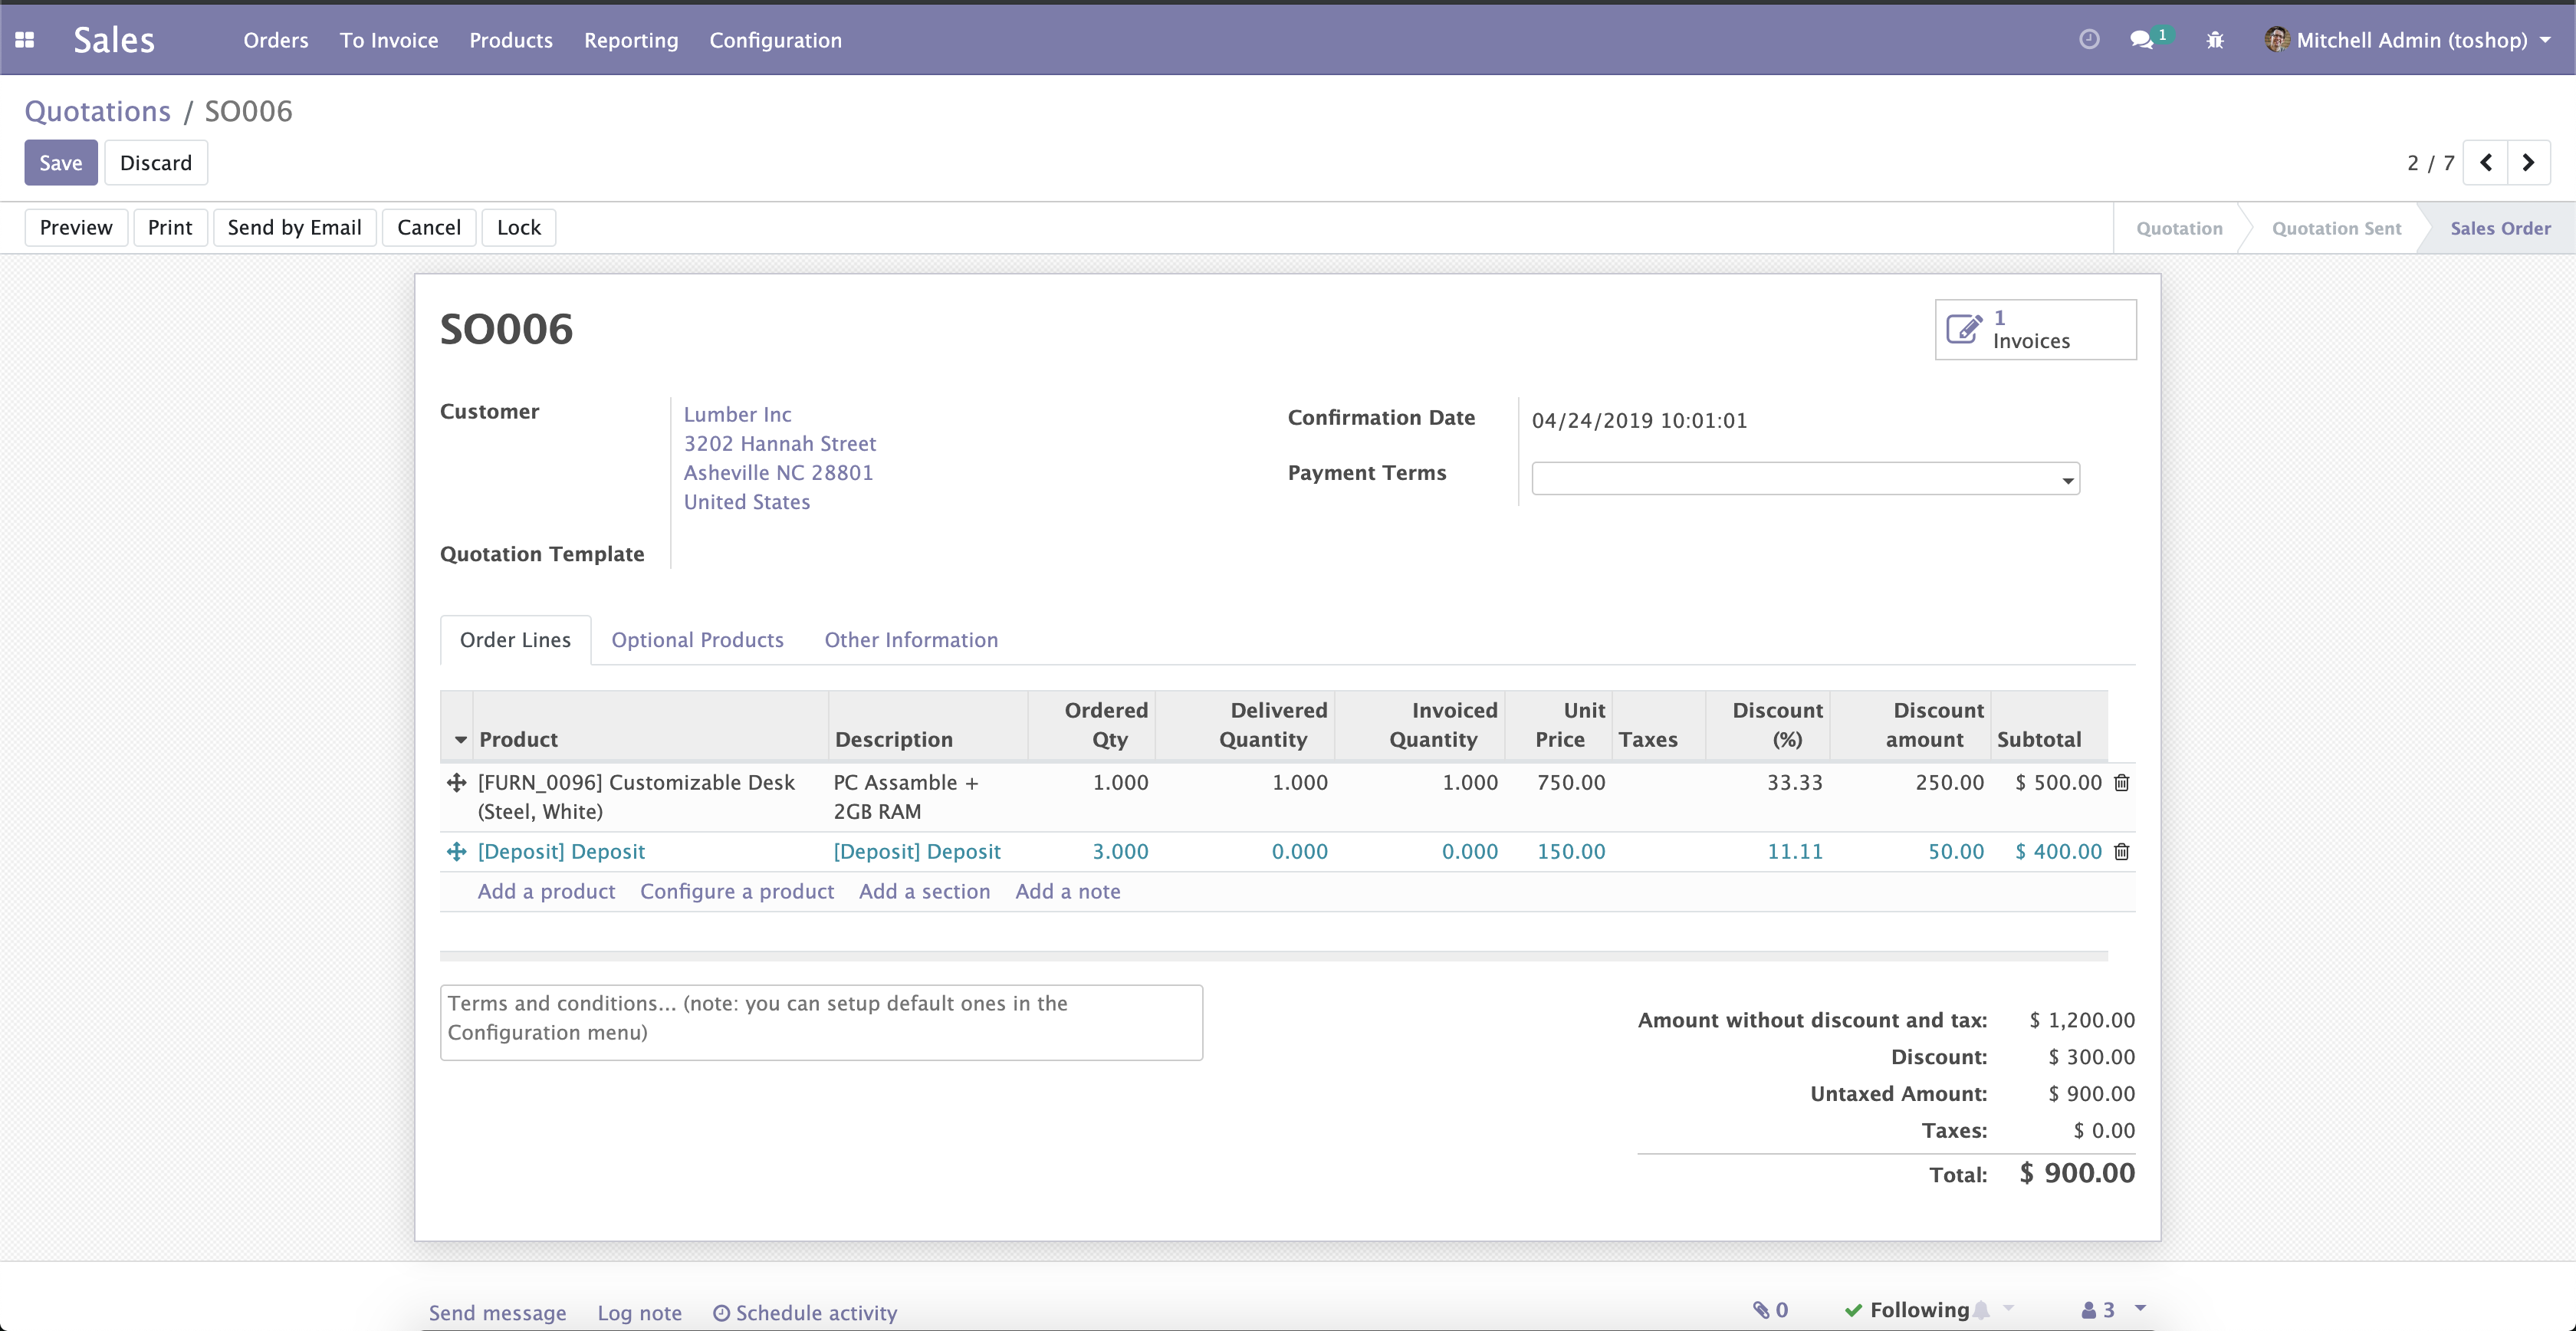 Sales Orders To Invoice Products Reporting Configuration 1 Mitchell Admin (toshop)
Quotations / SO006
Save Discard 2 / 7
Preview Print Send by Email Cancel Lock Quotation Quotation Sent Sales Order
SO006
1
Invoices
Customer
Lumber Inc
3202 Hannah Street
Asheville NC 28801
United States
Quotation Template
Confirmation Date 04/24/2019 10:01:01
Payment Terms
Order Lines Optional Products Other Information
Product Description Ordered Qty Delivered Quantity Invoiced Quantity Unit Price Taxes Discount (%) Discount amount Subtotal
[FURN_0096] Customizable Desk PC Assamble + 1.000 1.000 1.000 750.00 33.33 250.00 $ 500.00
(Steel, White) 2GB RAM
[Deposit] Deposit [Deposit] Deposit 3.000 0.000 0.000 150.00 11.11 50.00 $ 400.00
Add a product Configure a product Add a section Add a note
Terms and conditions... (note: you can setup default ones in the
Configuration menu)
Amount without discount and tax: $ 1,200.00
Discount: $ 300.00
Untaxed Amount: $ 900.00
Taxes: $ 0.00
Total: $ 900.00
Send message Log note Schedule activity 0 Following 3